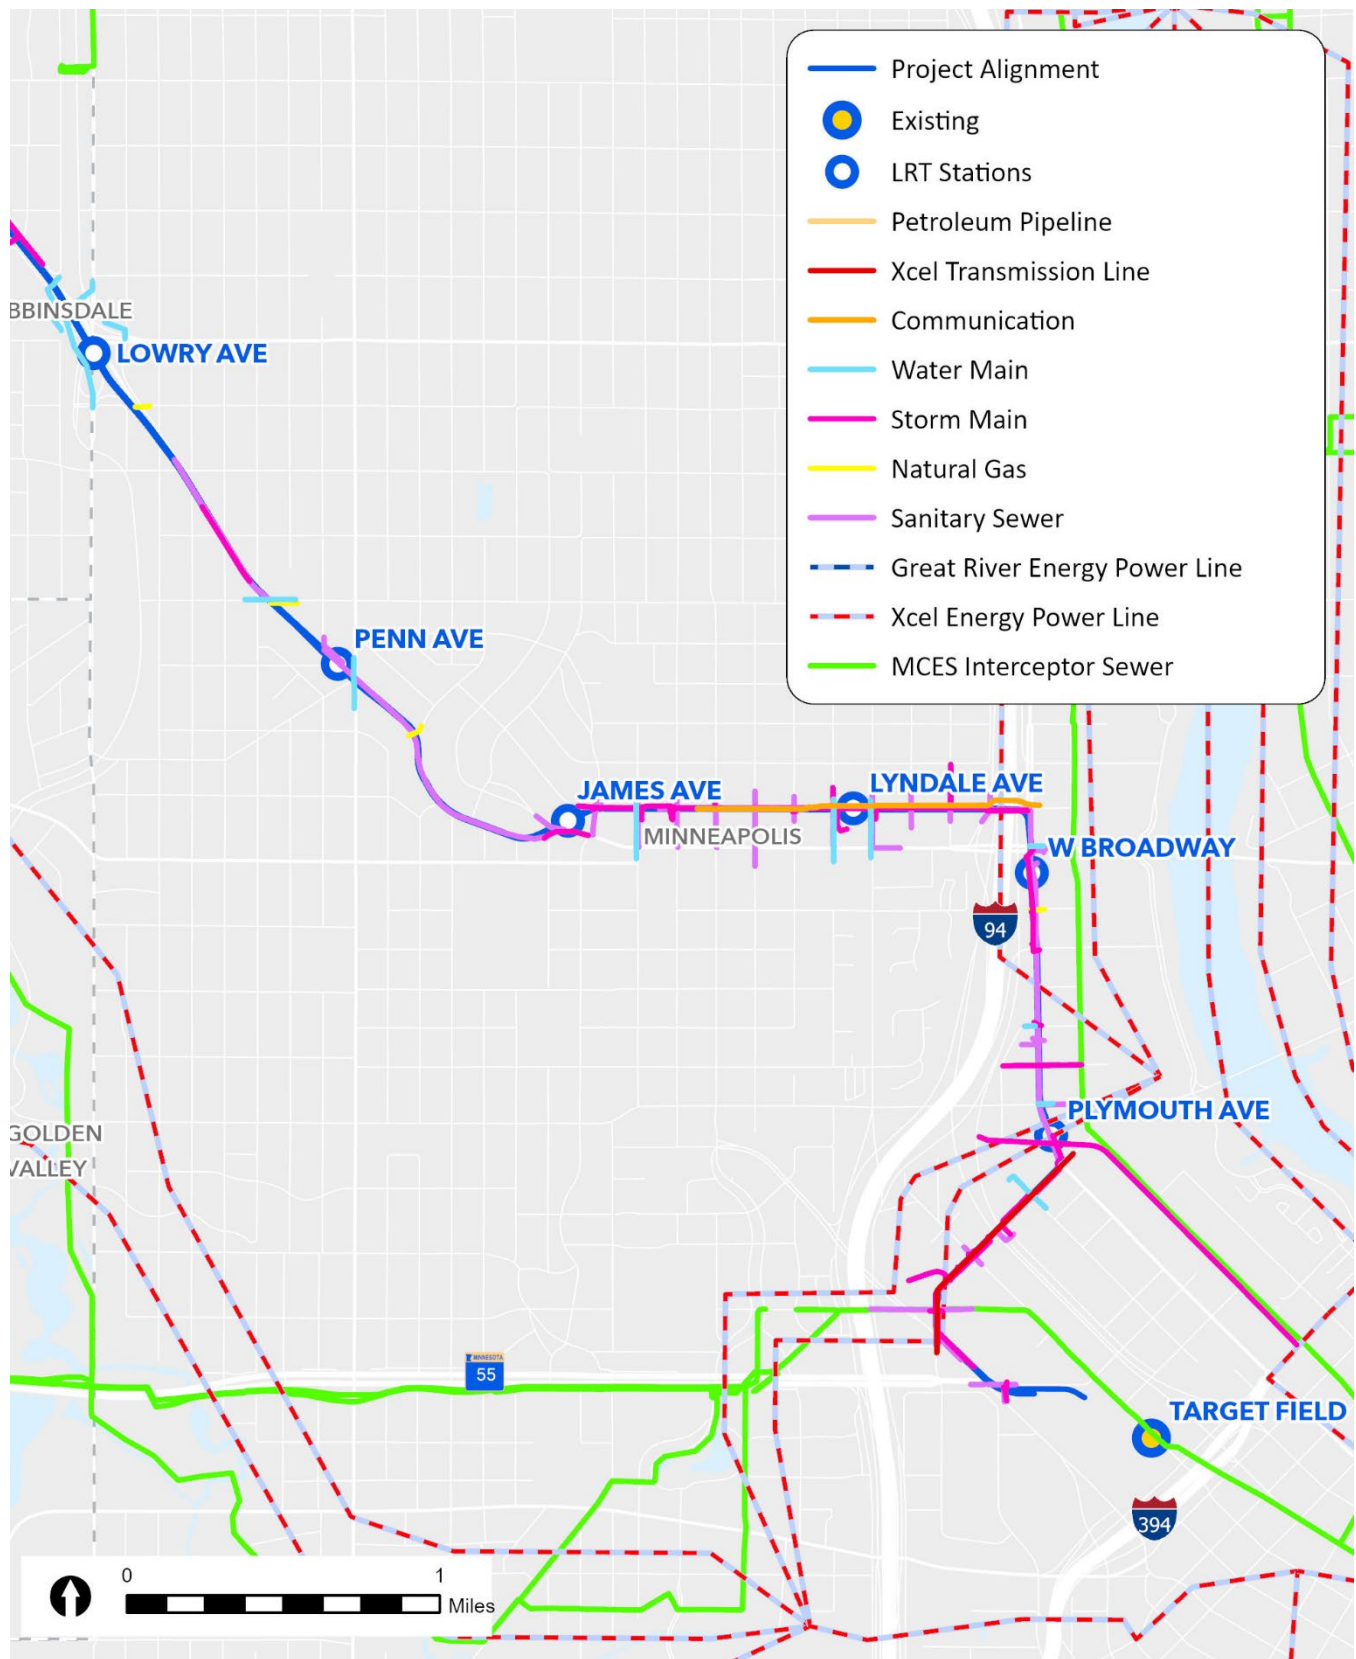 Project Alignment
Existing
LRT Stations
Petroleum Pipeline
Xcel Transmission Line
Communication
Water Main
Storm Main
Natural Gas
Sanitary Sewer
Great River Energy Power Line
Xcel Energy Power Line
MCES Interceptor Sewer
BBINSDALE
LOWRY AVE
PENN AVE
JAMES AVE
LYNDALE AVE
MINNEAPOLIS
W BROADWAY
94
PLYMOUTH AVE
GOLDEN
VALLEY
MINNESOTA
55
TARGET FIELD
394
0 1
Miles